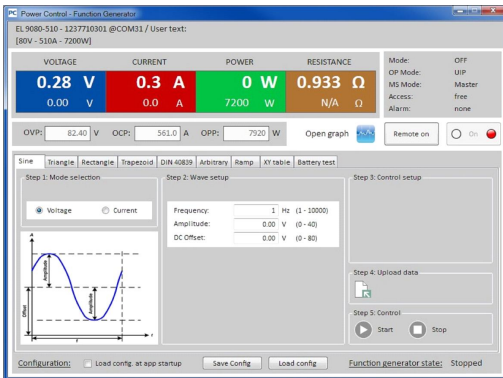 Power Control - Function Generator
EL 9080-510 - 1237710301 @COM31 / User text:
[80V - 510A - 7200W]
VOLTAGE CURRENT POWER RESISTANCE
0.28 V 0.3 A 0 W 0.933 Ω
0.00 V 0.0 A 7200 W N/A Ω
Mode: OFF
OP Mode: UIP
MS Mode: Master
Access: free
Alarm: none
OVP: 82.40 V OCP: 561.0 A OPP: 7920 W Open graph Remote on On
Sine Triangle Rectangle Trapezoid DIN 40839 Arbitrary Ramp XY table Battery test
Step 1: Mode selection
Voltage Current
Step 2: Wave setup
Frequency: 1 Hz (1 - 10000)
Amplitude: 0.00 V (0 - 40)
DC Offset: 0.00 V (0 - 80)
Step 3: Control setup
A
Amplitude
Amplitude
Offset
f
t
Step 4: Upload data
Step 5: Control
Start Stop
Configuration: Load config. at app startup Save Config Load config Function generator state: Stopped